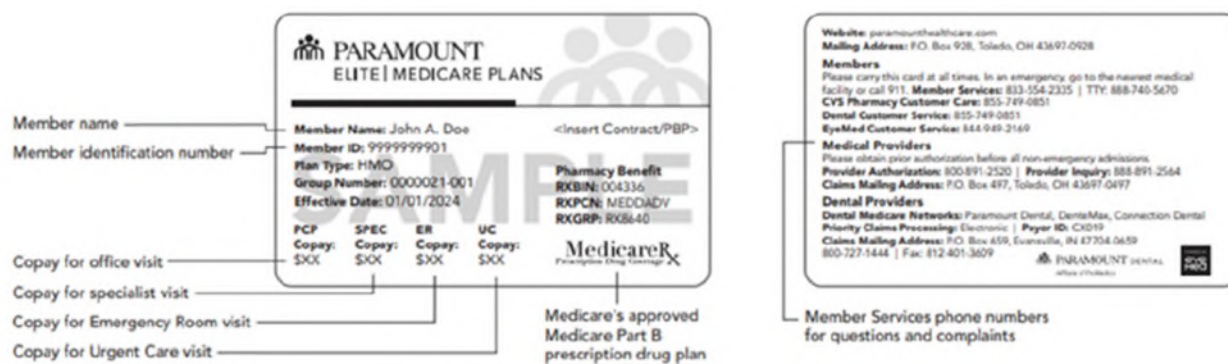 PARAMOUNT
ELITE | MEDICARE PLANS
Member name
Member identification number
Member Name: John A. Doe
<Insert Contract/PBP>
Member ID: 9999999901
Plan Type: HMO
Group Number: 0000021-001
Effective Date: 01/01/2024
SAMPLE
Pharmacy Benefit
RXBIN: 004336
RXPCN: MEDDADV
RXGRP: RX8640
PCP SPEC ER UC
Copay: Copay: Copay: Copay:
$XX $XX $XX $XX
MedicareRx
Prescription Drug Coverage
Copay for office visit
Copay for specialist visit
Copay for Emergency Room visit
Copay for Urgent Care visit
Medicare's approved
Medicare Part B
prescription drug plan
Website: paramounthealthcare.com
Mailing Address: P.O. Box 928, Toledo, OH 43697-0928
Members
Please carry this card at all times. In an emergency, go to the nearest medical
facility or call 911. Member Services: 833-554-2335 | TTY: 888-740-5670
CVS Pharmacy Customer Care: 855-749-0851
Dental Customer Service: 855-749-0851
EyeMed Customer Service: 844-949-2169
Medical Providers
Please obtain prior authorization before all non-emergency admissions.
Provider Authorization: 800-891-2520 | Provider Inquiry: 888-891-2564
Claims Mailing Address: P.O. Box 497, Toledo, OH 43697-0497
Dental Providers
Dental Medicare Networks: Paramount Dental, DenteMax, Connection Dental
Priority Claims Processing: Electronic | Payor ID: CX019
Claims Mailing Address: P.O. Box 659, Evansville, IN 47704-0659
800-727-1444 | Fax: 812-401-3609
PARAMOUNT DENTAL
Member Services phone numbers
for questions and complaints